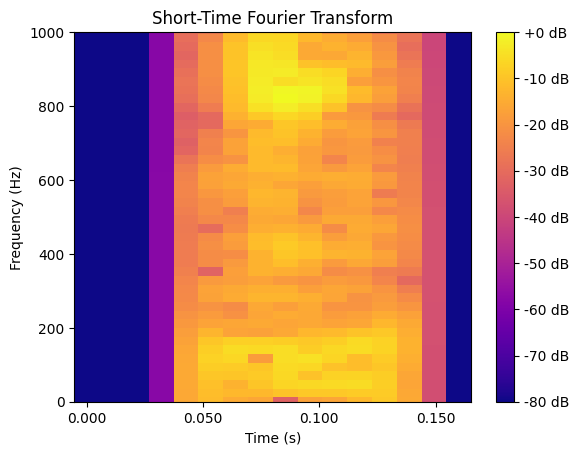 Short-Time Fourier Transform
1000
800
600
400
200
0
Frequency (Hz)
0.000
0.050
0.100
0.150
Time (s)
+0 dB
-10 dB
-20 dB
-30 dB
-40 dB
-50 dB
-60 dB
-70 dB
-80 dB